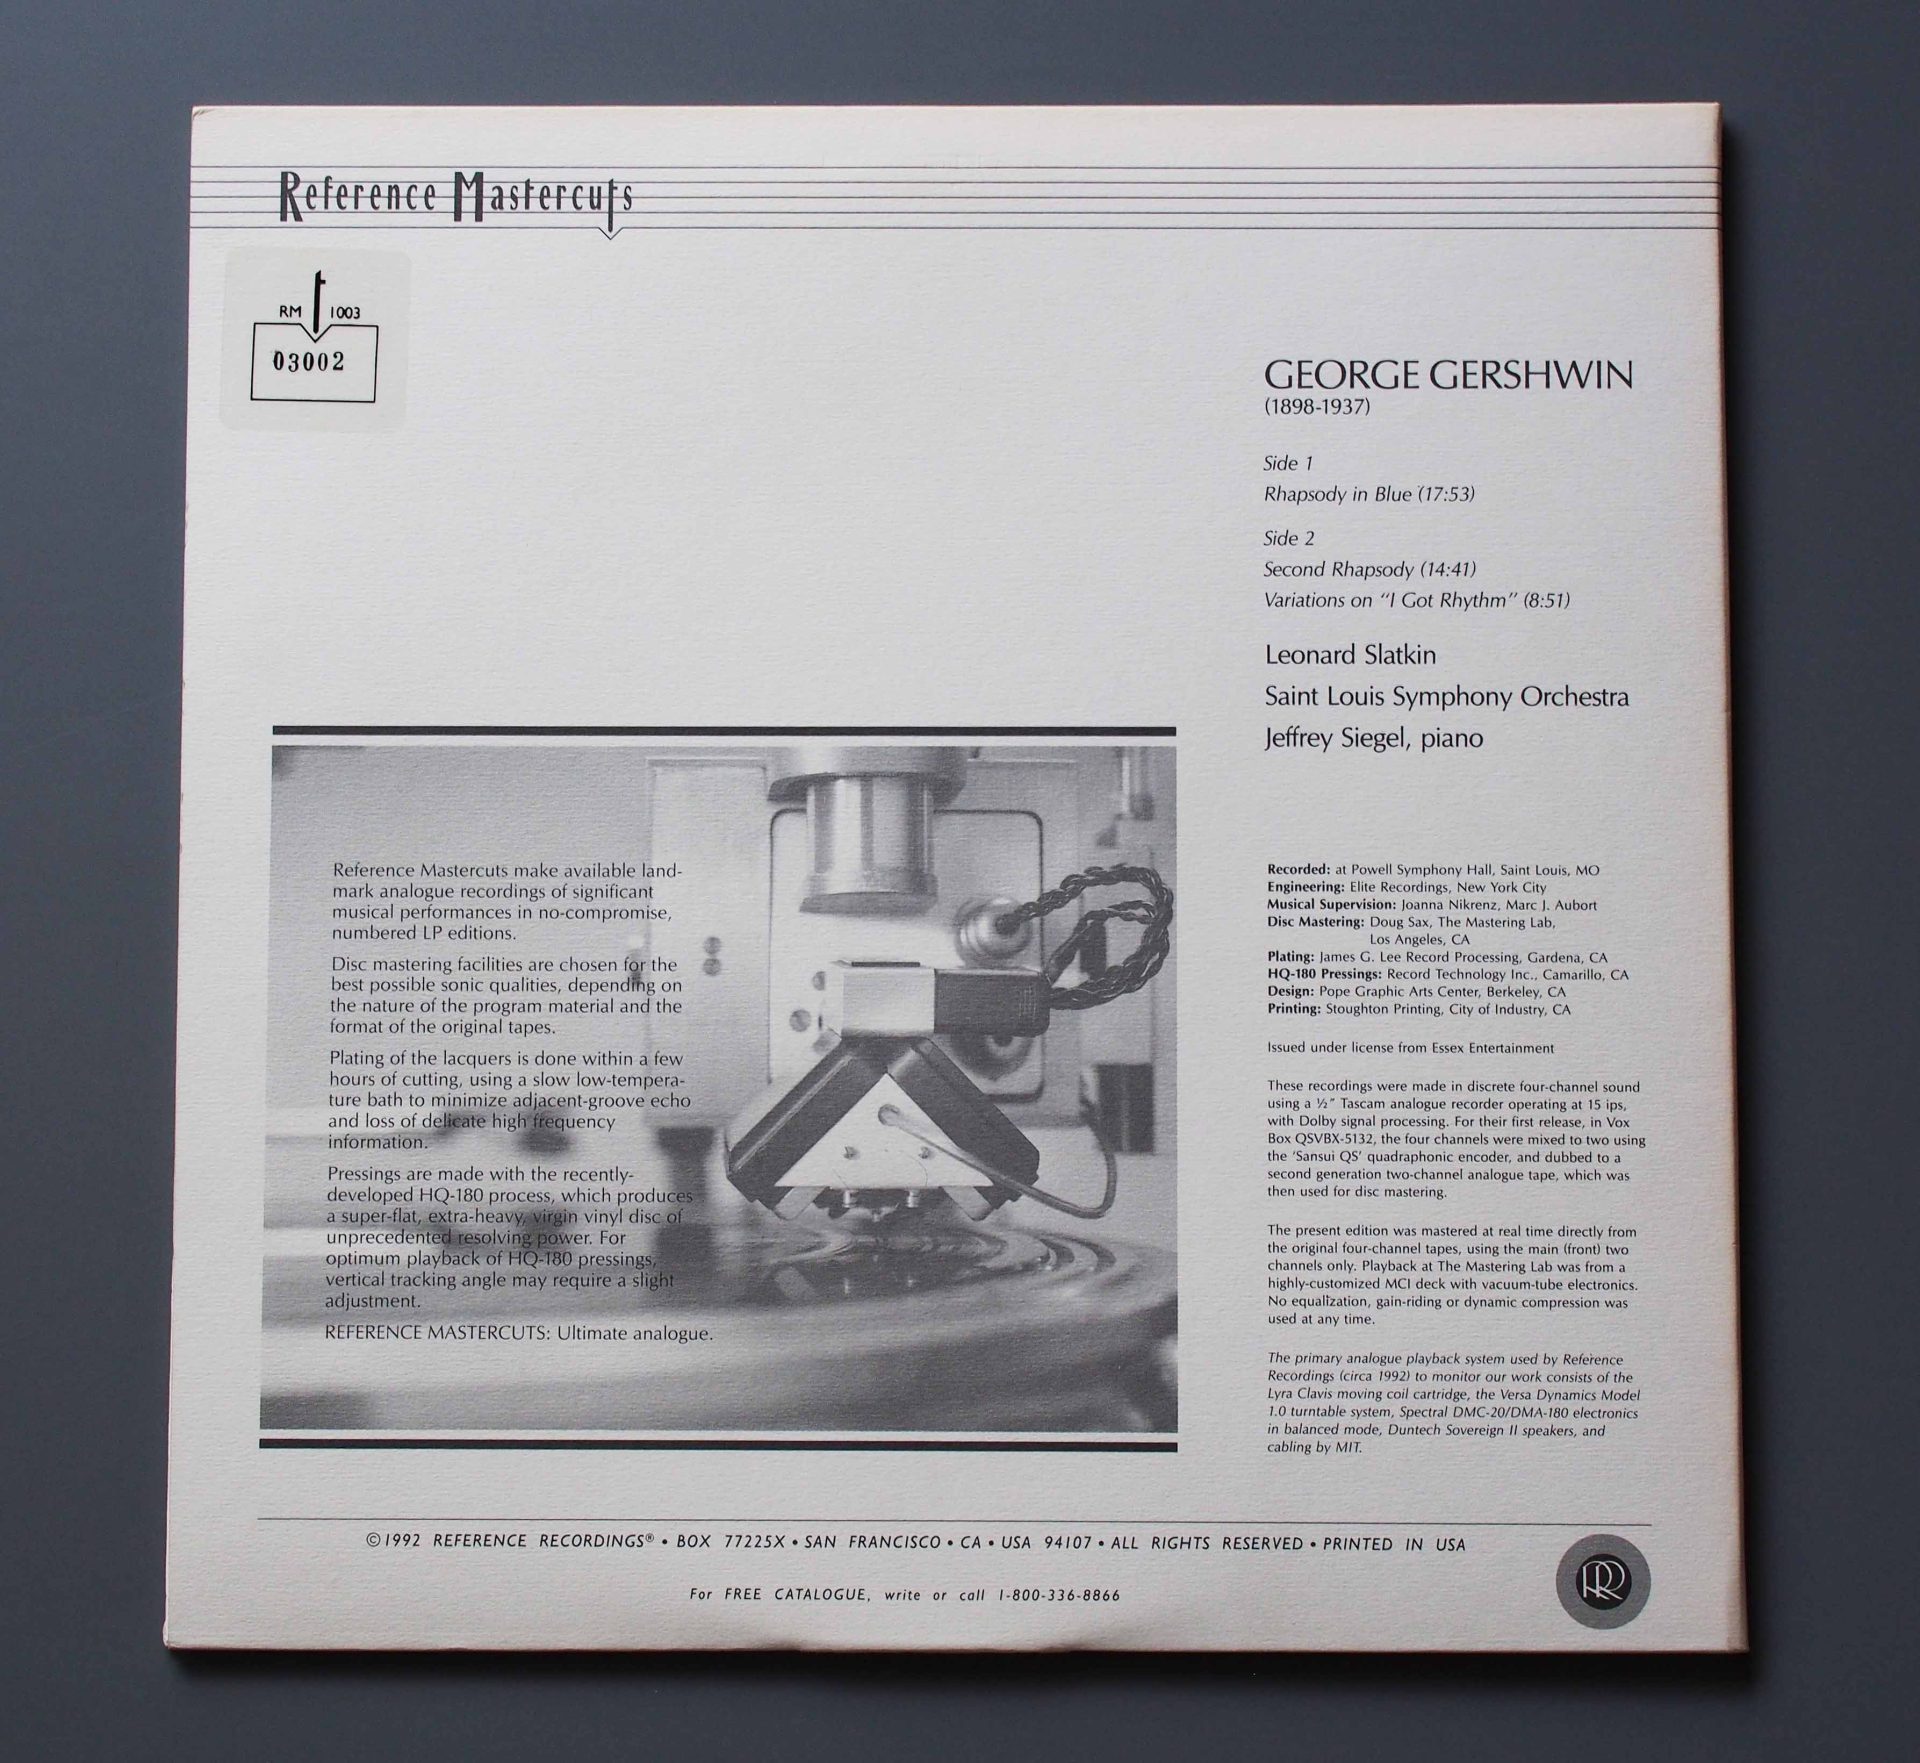 Reference Mastercuts
RM 1003
03002
GEORGE GERSHWIN
(1898-1937)
Side 1
Rhapsody in Blue (17:53)
Side 2
Second Rhapsody (14:41)
Variations on “I Got Rhythm” (8:51)
Leonard Slatkin
Saint Louis Symphony Orchestra
Jeffrey Siegel, piano
Reference Mastercuts make available land-
mark analogue recordings of significant
musical performances in no-compromise,
numbered LP editions.
Disc mastering facilities are chosen for the
best possible sonic qualities, depending on
the nature of the program material and the
format of the original tapes.
Plating of the lacquers is done within a few
hours of cutting, using a slow low-tempera-
ture bath to minimize adjacent-groove echo
and loss of delicate high frequency
information.
Pressings are made with the recently-
developed HQ-180 process, which produces
a super-flat, extra-heavy, virgin vinyl disc of
unprecedented resolving power. For
optimum playback of HQ-180 pressings,
vertical tracking angle may require a slight
adjustment.
REFERENCE MASTERCUTS: Ultimate analogue.
Recorded: at Powell Symphony Hall, Saint Louis, MO
Engineering: Elite Recordings, New York City
Musical Supervision: Joanna Nikrenz, Marc J. Aubort
Disc Mastering: Doug Sax, The Mastering Lab,
Los Angeles, CA
Plating: James G. Lee Record Processing, Gardena, CA
HQ-180 Pressings: Record Technology Inc., Camarillo, CA
Design: Pope Graphic Arts Center, Berkeley, CA
Printing: Stoughton Printing, City of Industry, CA
Issued under license from Essex Entertainment
These recordings were made in discrete four-channel sound
using a ½” Tascam analogue recorder operating at 15 ips,
with Dolby signal processing. For their first release, in Vox
Box QSVBX-5132, the four channels were mixed to two using
the ‘Sansui QS’ quadraphonic encoder, and dubbed to a
second generation two-channel analogue tape, which was
then used for disc mastering.
The present edition was mastered at real time directly from
the original four-channel tapes, using the main (front) two
channels only. Playback at The Mastering Lab was from a
highly-customized MCI deck with vacuum-tube electronics.
No equalization, gain-riding or dynamic compression was
used at any time.
The primary analogue playback system used by Reference
Recordings (circa 1992) to monitor our work consists of the
Lyra Clavis moving coil cartridge, the Versa Dynamics Model
1.0 turntable system, Spectral DMC-20/DMA-180 electronics
in balanced mode, Duntech Sovereign II speakers, and
cabling by MIT.
©1992 REFERENCE RECORDINGS® • BOX 77225X • SAN FRANCISCO • CA • USA 94107 • ALL RIGHTS RESERVED • PRINTED IN USA
For FREE CATALOGUE, write or call 1-800-336-8866
RR